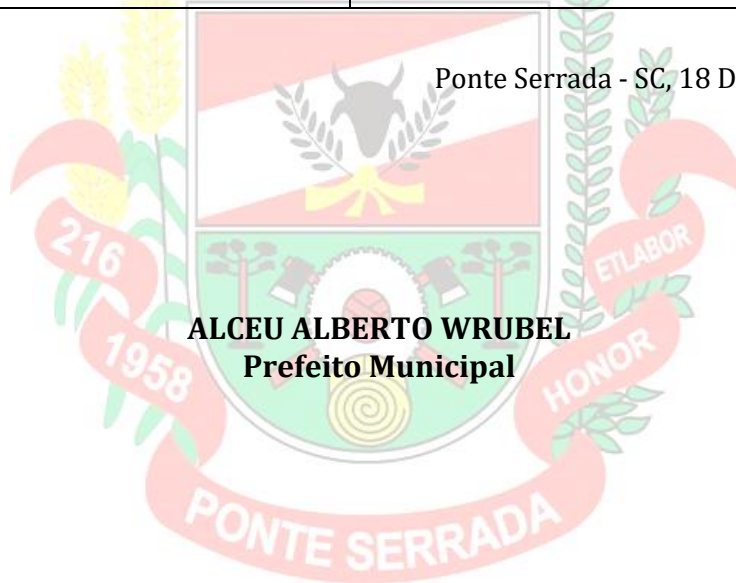 Ponte Serrada - SC, 18 D
216
ETLABOR
ALCEU ALBERTO WRUBEL
Prefeito Municipal
1958
HONOR
PONTE SERRADA